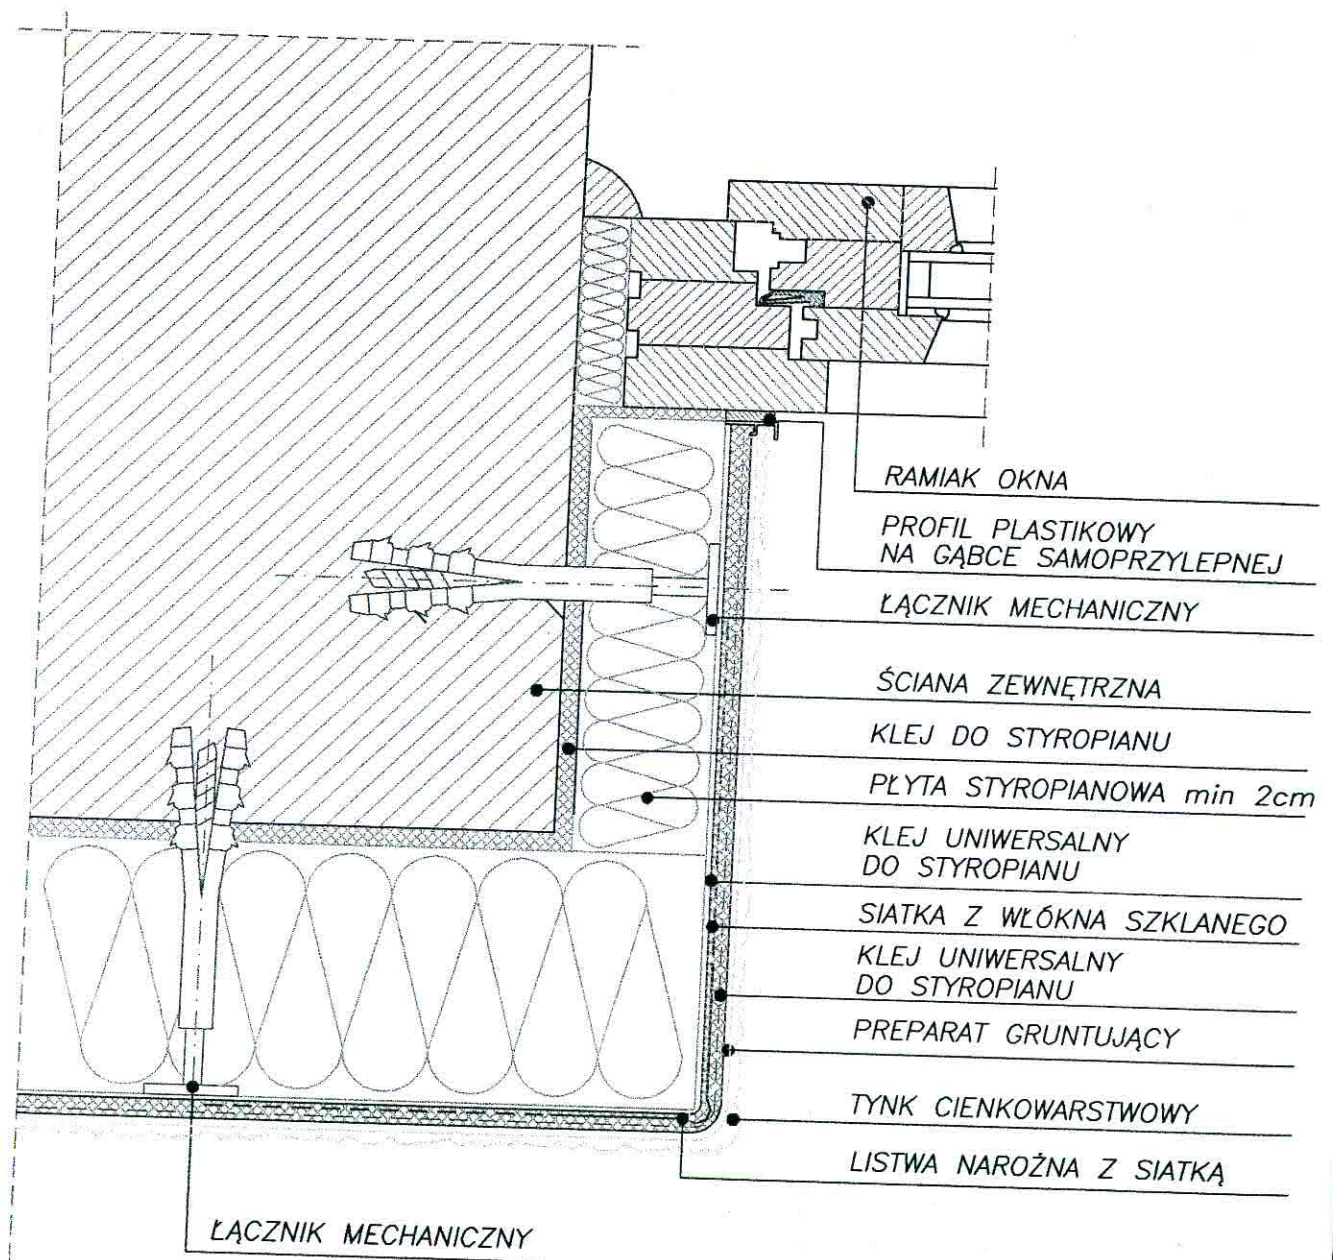 RAMIAK OKNA
PROFIL PLASTIKOWY
NA GĄBCE SAMOPRZYLEPNEJ
ŁĄCZNIK MECHANICZNY
ŚCIANA ZEWNĘTRZNA
KLEJ DO STYROPIANU
PŁYTA STYROPIANOWA min 2cm
KLEJ UNIWERSALNY
DO STYROPIANU
SIATKA Z WŁÓKNA SZKLANEGO
KLEJ UNIWERSALNY
DO STYROPIANU
PREPARAT GRUNTUJĄCY
TYNK CIENKOWARSTWOWY
LISTWA NAROŻNA Z SIATKĄ
ŁĄCZNIK MECHANICZNY